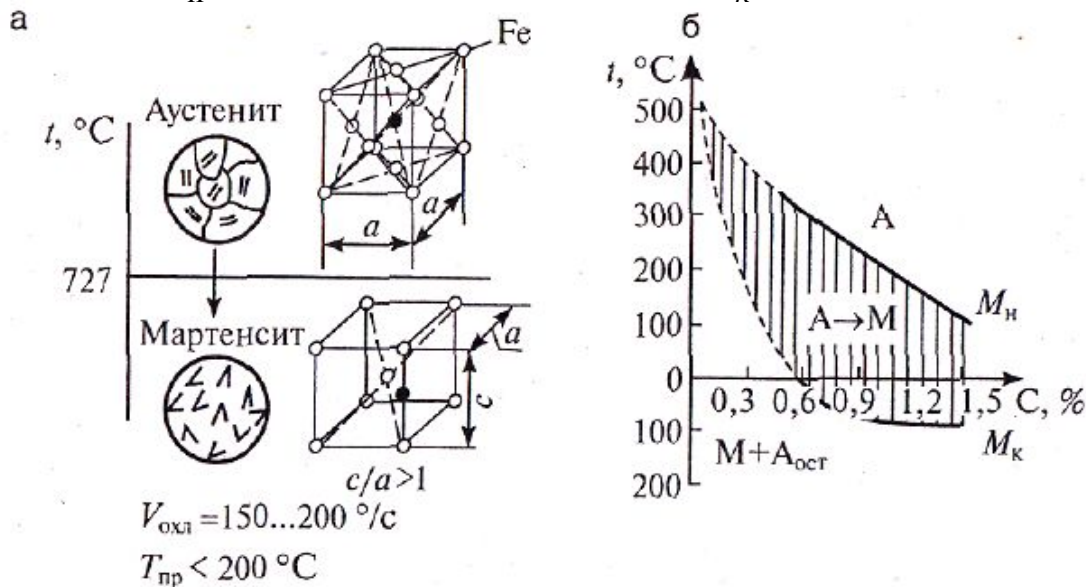 н
к
а
Fe
Аустенит
t, °C
a
a
727
Мартенсит
a
c
c/a>1
Vохл =150...200 °/с
Tпр < 200 °C
б
t, °C
500
400
300
200
100
0
100
200
А
А→М
Mн
0,3 0,6 0,9 1,2 1,5 C, %
М+Аост
Mк